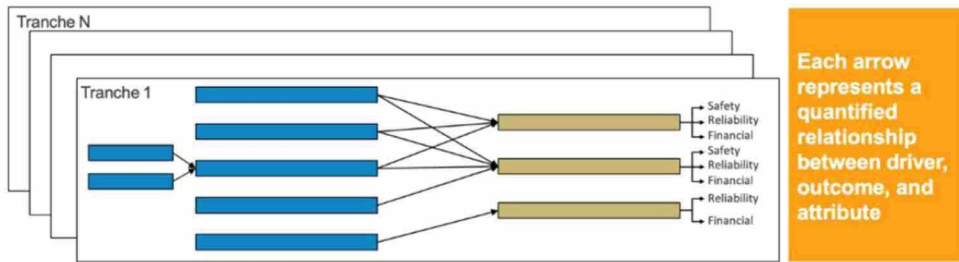 Tranche N
Tranche 1
Safety
Reliability
Financial
Safety
Reliability
Financial
Reliability
Financial
Each arrow
represents a
quantified
relationship
between driver,
outcome, and
attribute